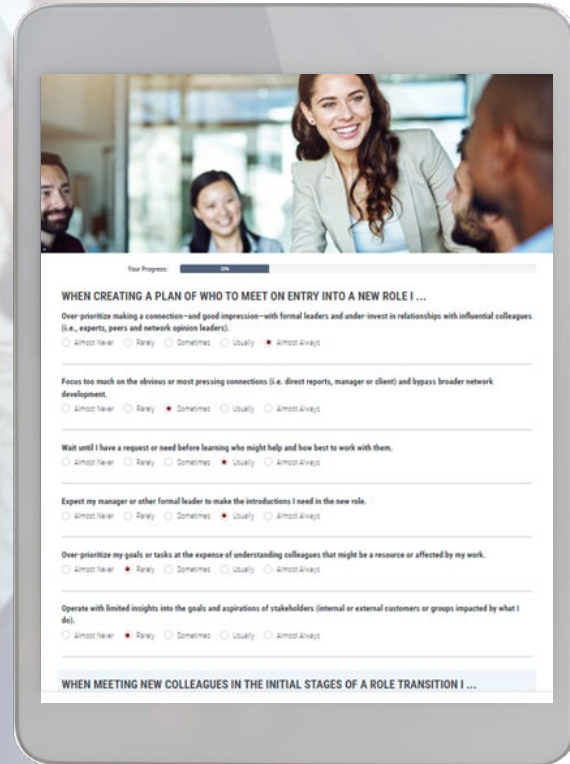 Your Progress:
WHEN CREATING A PLAN OF WHO TO MEET ON ENTRY INTO A NEW ROLE I ...
Over-prioritize making a connection—and good impression—with formal leaders and under-invest in relationships with influential colleagues
(i.e., experts, peers and network opinion leaders).
Almost Never Rarely Sometimes Usually Almost Always
Focus too much on the obvious or most pressing connections (i.e. direct reports, manager or client) and bypass broader network
development.
Almost Never Rarely Sometimes Usually Almost Always
Wait until I have a request or need before learning who might help and how best to work with them.
Almost Never Rarely Sometimes Usually Almost Always
Expect my manager or other formal leader to make the introductions I need in the new role.
Almost Never Rarely Sometimes Usually Almost Always
Over-prioritize my goals or tasks at the expense of understanding colleagues that might be a resource or affected by my work.
Almost Never Rarely Sometimes Usually Almost Always
Operate with limited insights into the goals and aspirations of stakeholders (internal or external customers or groups impacted by what I
do).
Almost Never Rarely Sometimes Usually Almost Always
WHEN MEETING NEW COLLEAGUES IN THE INITIAL STAGES OF A ROLE TRANSITION I ...